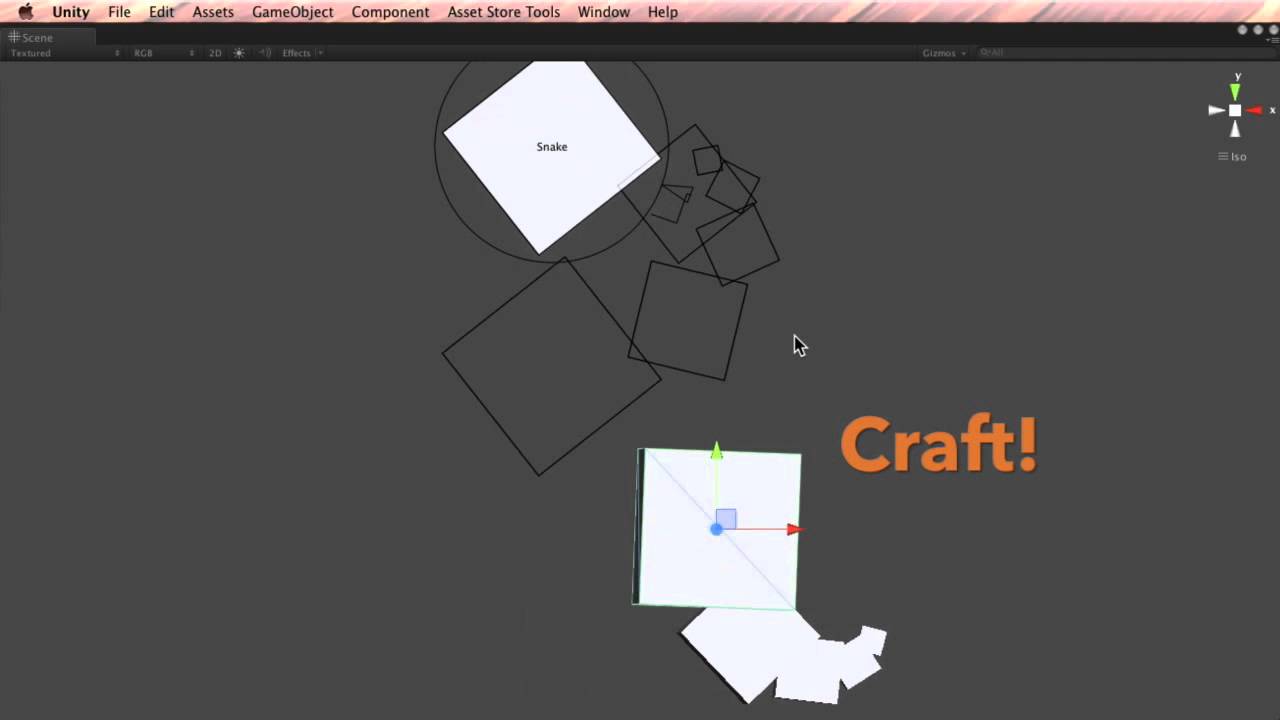 Unity File Edit Assets GameObject Component Asset Store Tools Window Help
Scene
Textured RGB 2D Effects Gizmos All
y
x
Iso
Snake
Craft!